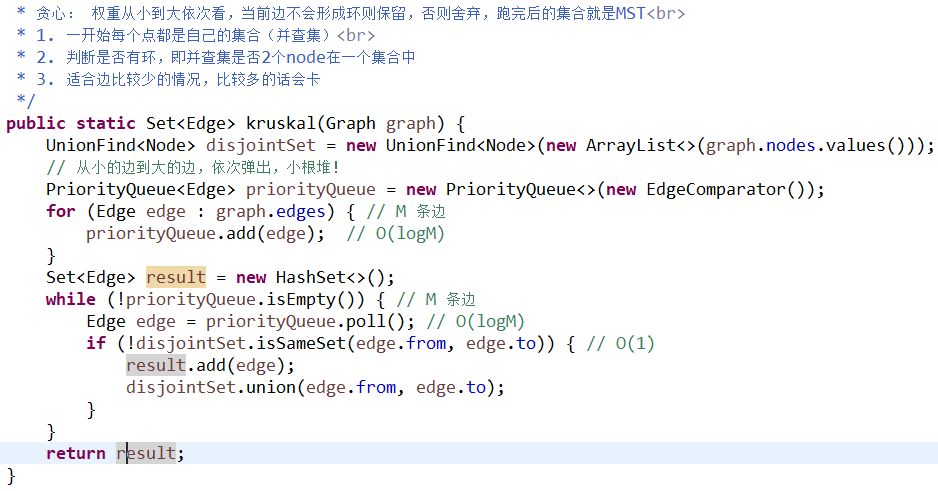 * 贪心： 权重从小到大依次看，当前边不会形成环则保留，否则舍弃，跑完后的集合就是MST<br>
* 1. 一开始每个点都是自己的集合（并查集）<br>
* 2. 判断是否有环，即并查集是否2个node在一个集合中
* 3. 适合边比较少的情况，比较多的话会卡
*/
public static Set<Edge> kruskal(Graph graph) {
UnionFind<Node> disjointSet = new UnionFind<Node>(new ArrayList<>(graph.nodes.values()));
// 从小的边到大的边，依次弹出，小根堆！
PriorityQueue<Edge> priorityQueue = new PriorityQueue<>(new EdgeComparator());
for (Edge edge : graph.edges) { // M 条边
priorityQueue.add(edge);  // O(logM)
}
Set<Edge> result = new HashSet<>();
while (!priorityQueue.isEmpty()) { // M 条边
Edge edge = priorityQueue.poll(); // O(logM)
if (!disjointSet.isSameSet(edge.from, edge.to)) { // O(1)
result.add(edge);
disjointSet.union(edge.from, edge.to);
}
}
return result;
}